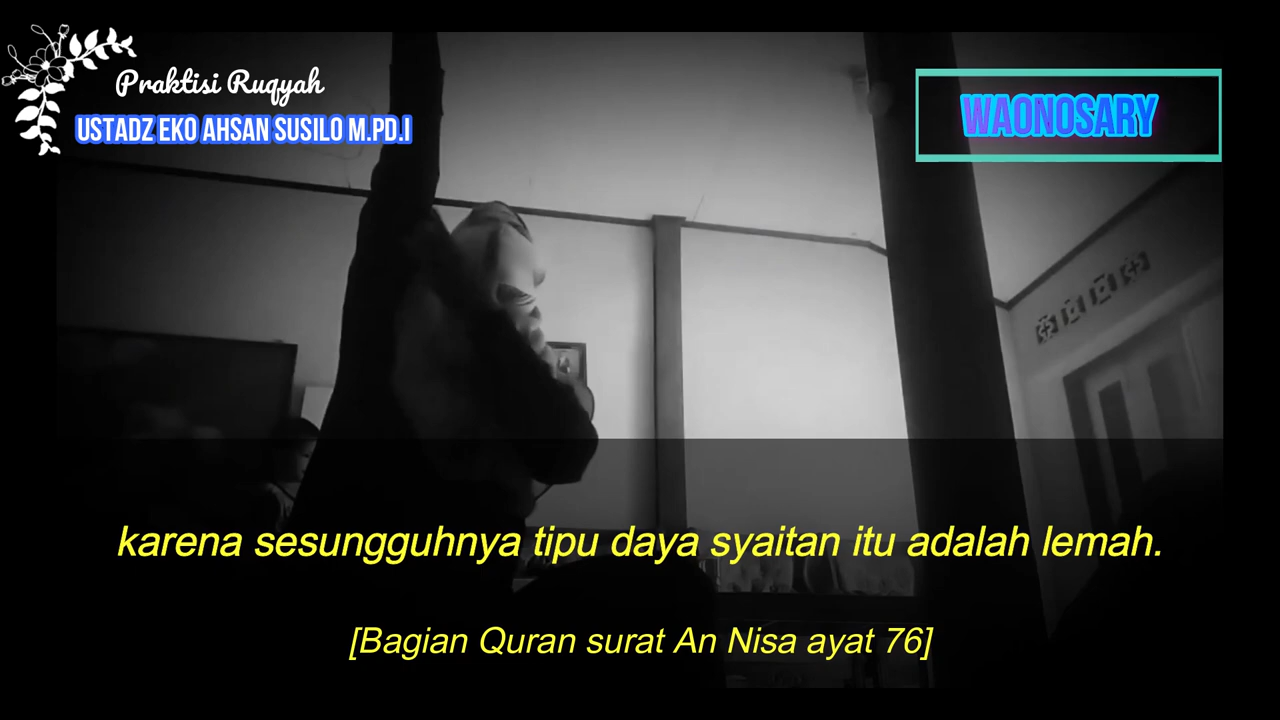 Praktisi Ruqyah
USTADZ EKO AHSAN SUSILO M.PD.I
WAONOSARY
karena sesungguhnya tipu daya syaitan itu adalah lemah.
[Bagian Quran surat An Nisa ayat 76]